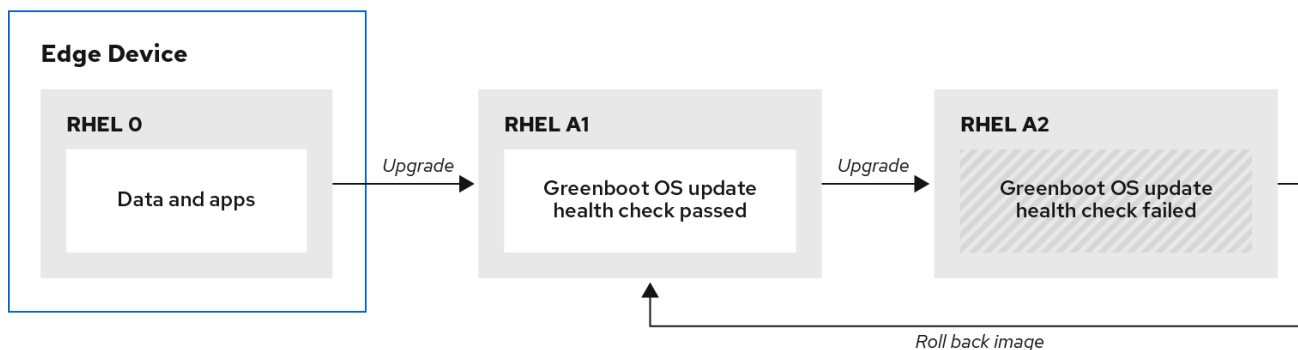 Edge Device
RHEL 0
Data and apps
Upgrade
RHEL A1
Greenboot OS update
health check passed
Upgrade
RHEL A2
Greenboot OS update
health check failed
Roll back image